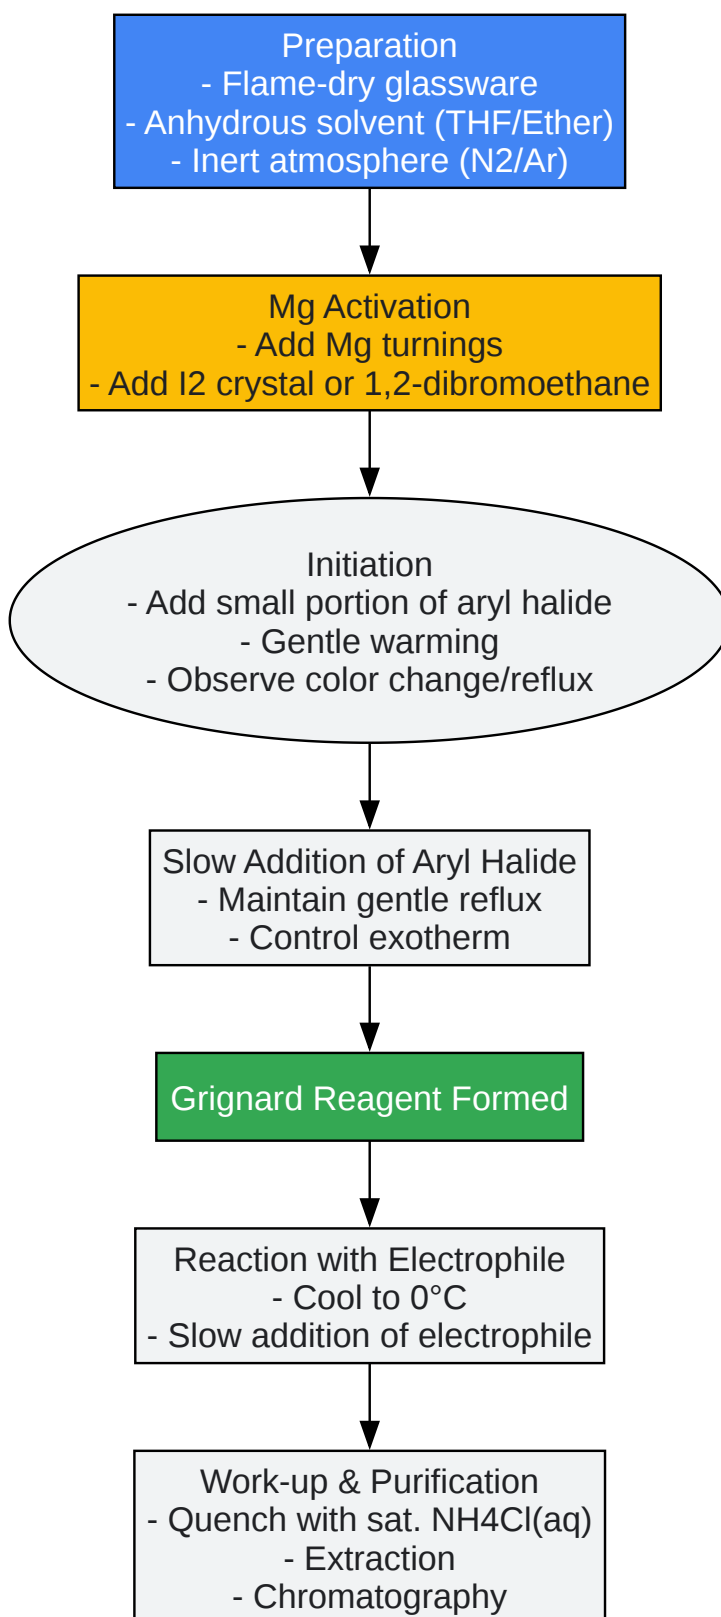 Preparation
- Flame-dry glassware
- Anhydrous solvent (THF/Ether)
- Inert atmosphere (N2/Ar)
Mg Activation
- Add Mg turnings
- Add I2 crystal or 1,2-dibromoethane
Initiation
- Add small portion of aryl halide
- Gentle warming
- Observe color change/reflux
Slow Addition of Aryl Halide
- Maintain gentle reflux
- Control exotherm
Grignard Reagent Formed
Reaction with Electrophile
- Cool to 0°C
- Slow addition of electrophile
Work-up & Purification
- Quench with sat. NH4Cl(aq)
- Extraction
- Chromatography